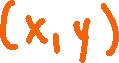 (x, y)